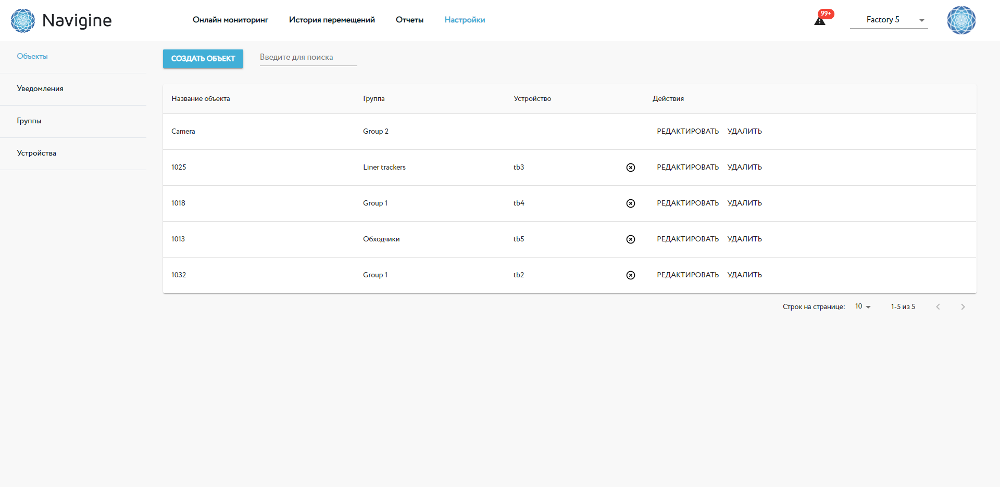 Navigine
Онлайн мониторинг История перемещений Отчеты Настройки 99+ Factory 5
Объекты
Уведомления
Группы
Устройства
СОЗДАТЬ ОБЪЕКТ Введите для поиска
Название объекта Группа Устройство Действия
Camera Group 2 РЕДАКТИРОВАТЬ УДАЛИТЬ
1025 Liner trackers tb3 РЕДАКТИРОВАТЬ УДАЛИТЬ
1018 Group 1 tb4 РЕДАКТИРОВАТЬ УДАЛИТЬ
1013 Обходчики tb5 РЕДАКТИРОВАТЬ УДАЛИТЬ
1032 Group 1 tb2 РЕДАКТИРОВАТЬ УДАЛИТЬ
Строк на странице: 10 1-5 из 5